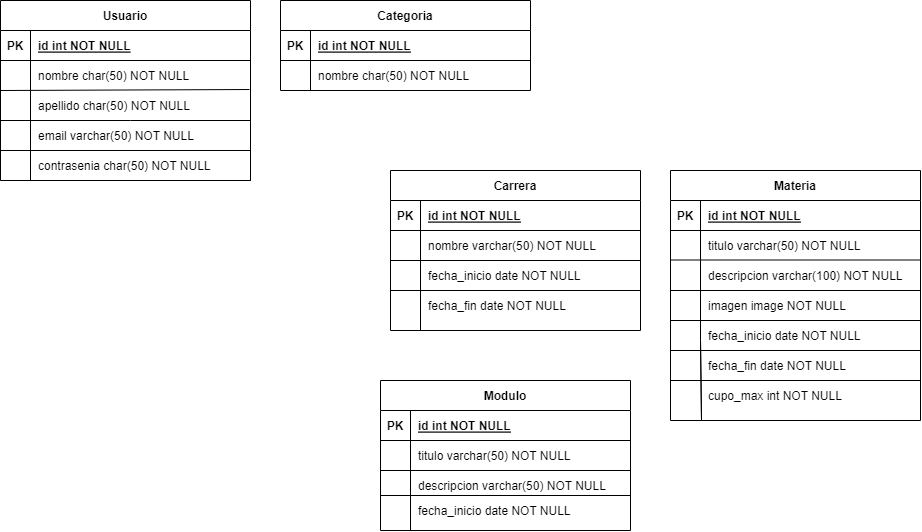 Usuario
PK id int NOT NULL
nombre char(50) NOT NULL
apellido char(50) NOT NULL
email varchar(50) NOT NULL
contrasenia char(50) NOT NULL
Categoria
PK id int NOT NULL
nombre char(50) NOT NULL
Carrera
PK id int NOT NULL
nombre varchar(50) NOT NULL
fecha_inicio date NOT NULL
fecha_fin date NOT NULL
Materia
PK id int NOT NULL
titulo varchar(50) NOT NULL
descripcion varchar(100) NOT NULL
imagen image NOT NULL
fecha_inicio date NOT NULL
fecha_fin date NOT NULL
cupo_max int NOT NULL
Modulo
PK id int NOT NULL
titulo varchar(50) NOT NULL
descripcion varchar(50) NOT NULL
fecha_inicio date NOT NULL